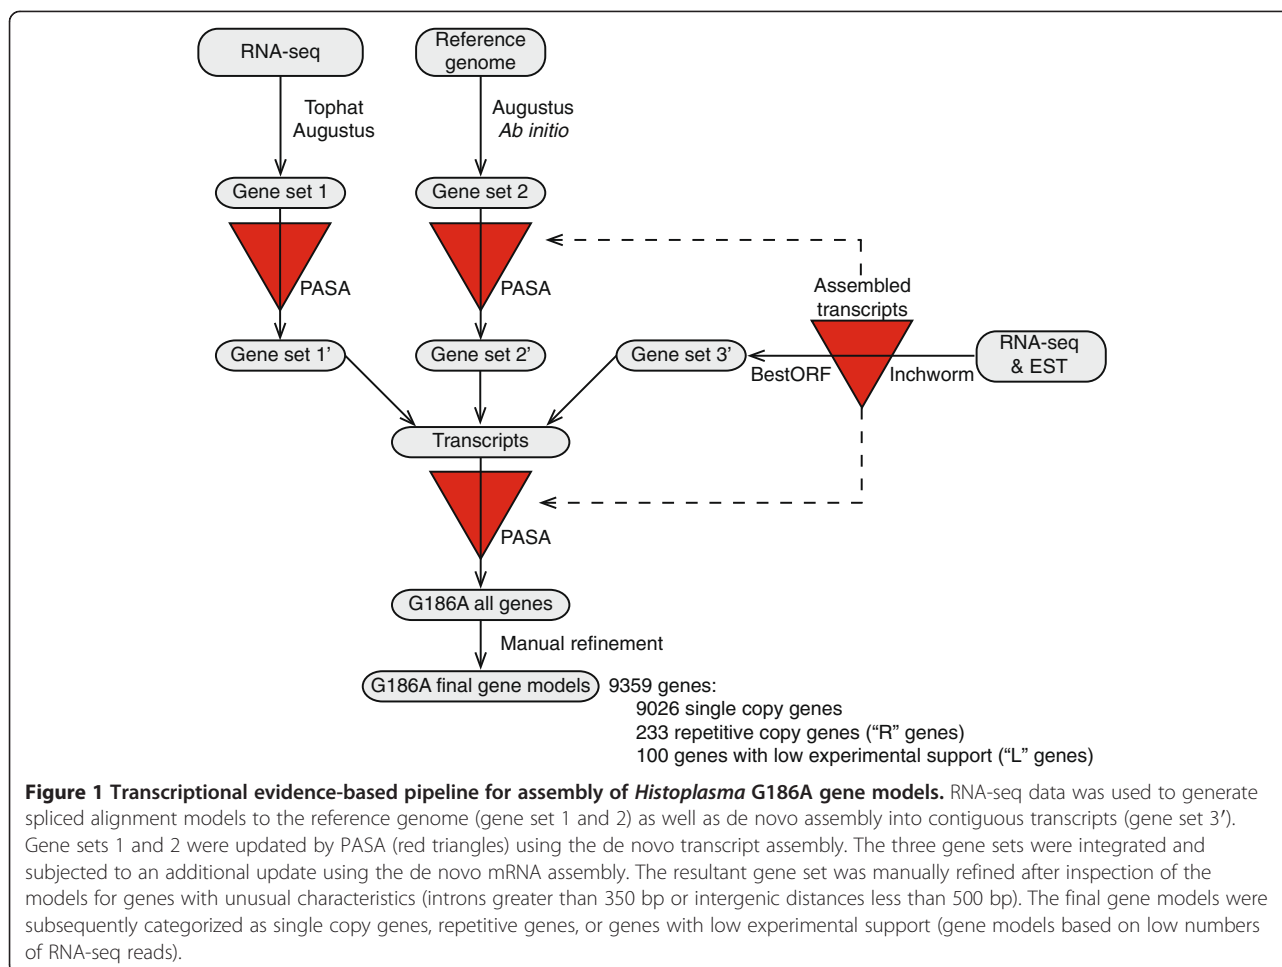 RNA-seq
Reference
genome
Tophat
Augustus
Augustus
Ab initio
Gene set 1
Gene set 2
PASA
PASA
Assembled
transcripts
Gene set 1’
Gene set 2’
Gene set 3’
RNA-seq
& EST
BestORF
Inchworm
Transcripts
PASA
G186A all genes
Manual refinement
G186A final gene models
9359 genes:
9026 single copy genes
233 repetitive copy genes (“R” genes)
100 genes with low experimental support (“L” genes)
Figure 1 Transcriptional evidence-based pipeline for assembly of Histoplasma G186A gene models. RNA-seq data was used to generate
spliced alignment models to the reference genome (gene set 1 and 2) as well as de novo assembly into contiguous transcripts (gene set 3′).
Gene sets 1 and 2 were updated by PASA (red triangles) using the de novo transcript assembly. The three gene sets were integrated and
subjected to an additional update using the de novo mRNA assembly. The resultant gene set was manually refined after inspection of the
models for genes with unusual characteristics (introns greater than 350 bp or intergenic distances less than 500 bp). The final gene models were
subsequently categorized as single copy genes, repetitive genes, or genes with low experimental support (gene models based on low numbers
of RNA-seq reads).